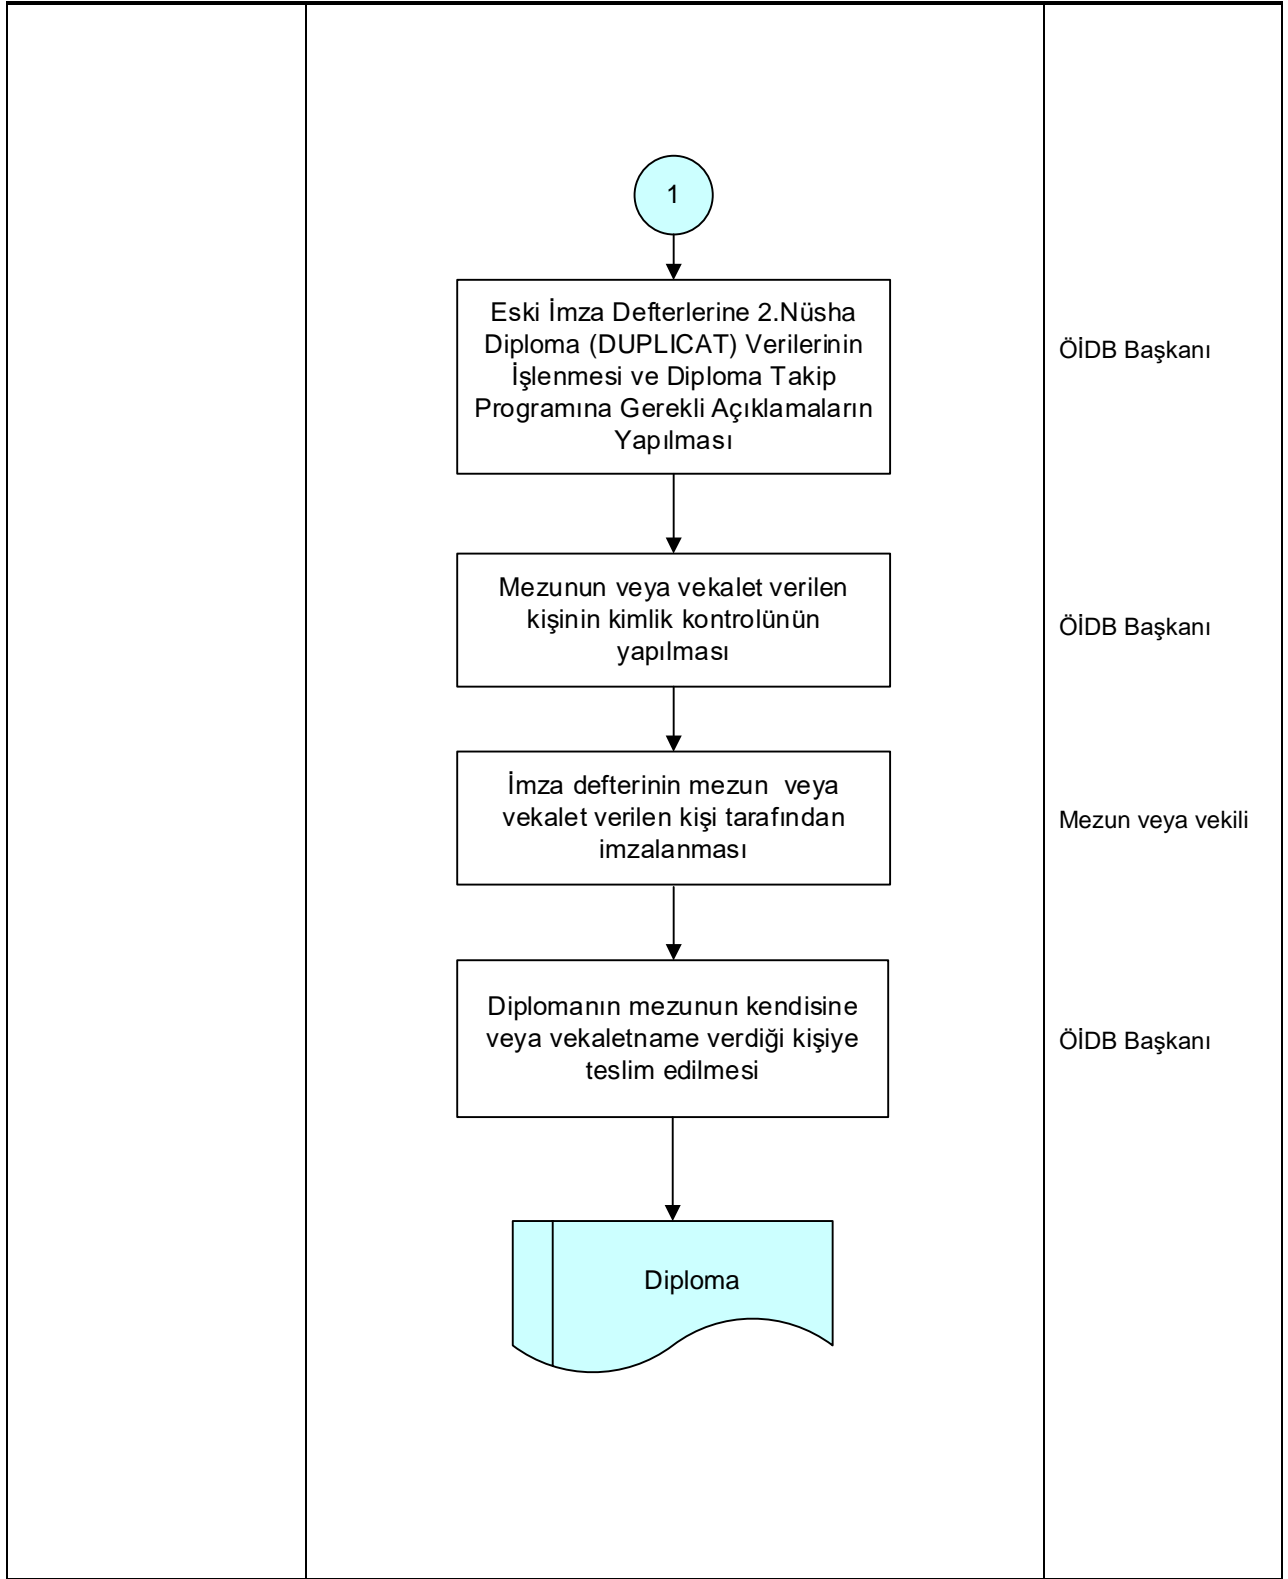 1
Eski İmza Defterlerine 2.Nüsha
Diploma (DUPLICAT) Verilerinin
İşlenmesi ve Diploma Takip
Programına Gerekli Açıklamaların
Yapılması
ÖİDB Başkanı
Mezunun veya vekalet verilen
kişinin kimlik kontrolünün
yapılması
ÖİDB Başkanı
İmza defterinin mezun  veya
vekalet verilen kişi tarafından
imzalanması
Mezun veya vekili
Diplomanın mezunun kendisine
veya vekaletname verdiği kişiye
teslim edilmesi
ÖİDB Başkanı
Diploma